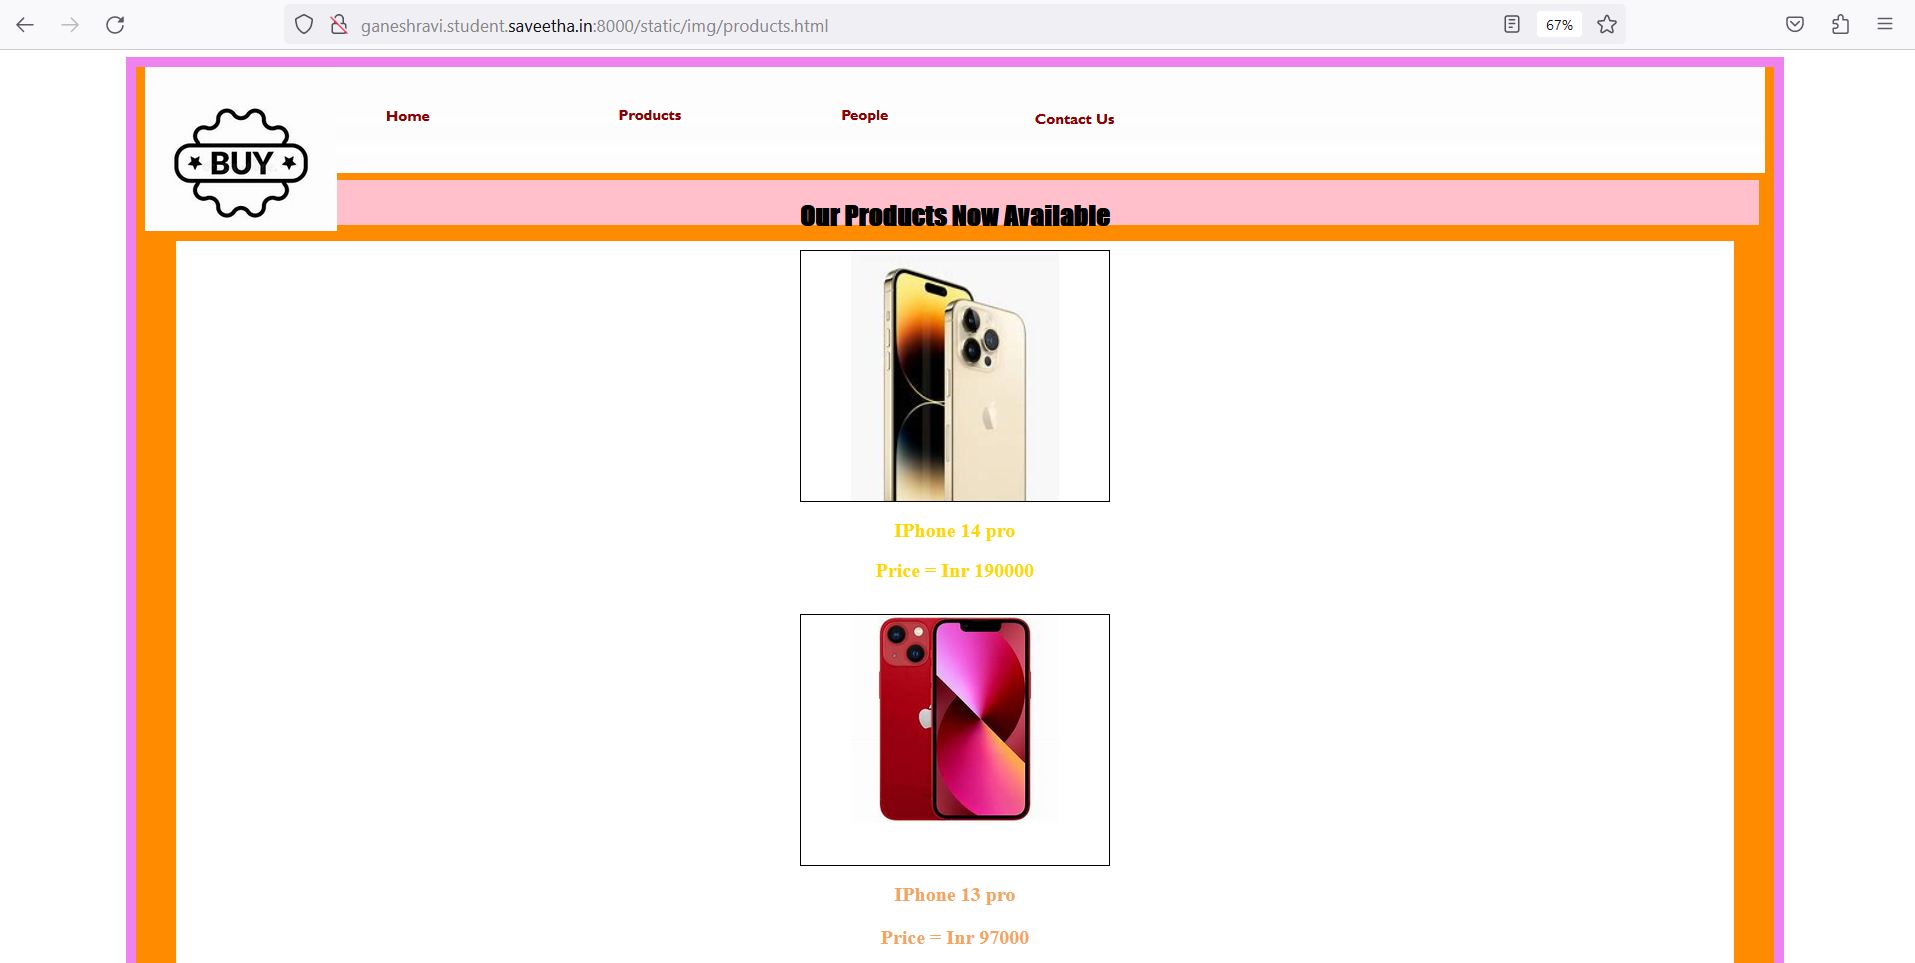 ganeshravi.student.saveetha.in:8000/static/img/products.html
67%
Home Products People Contact Us
BUY
Our Products Now Available
IPhone 14 pro
Price = Inr 190000
IPhone 13 pro
Price = Inr 97000